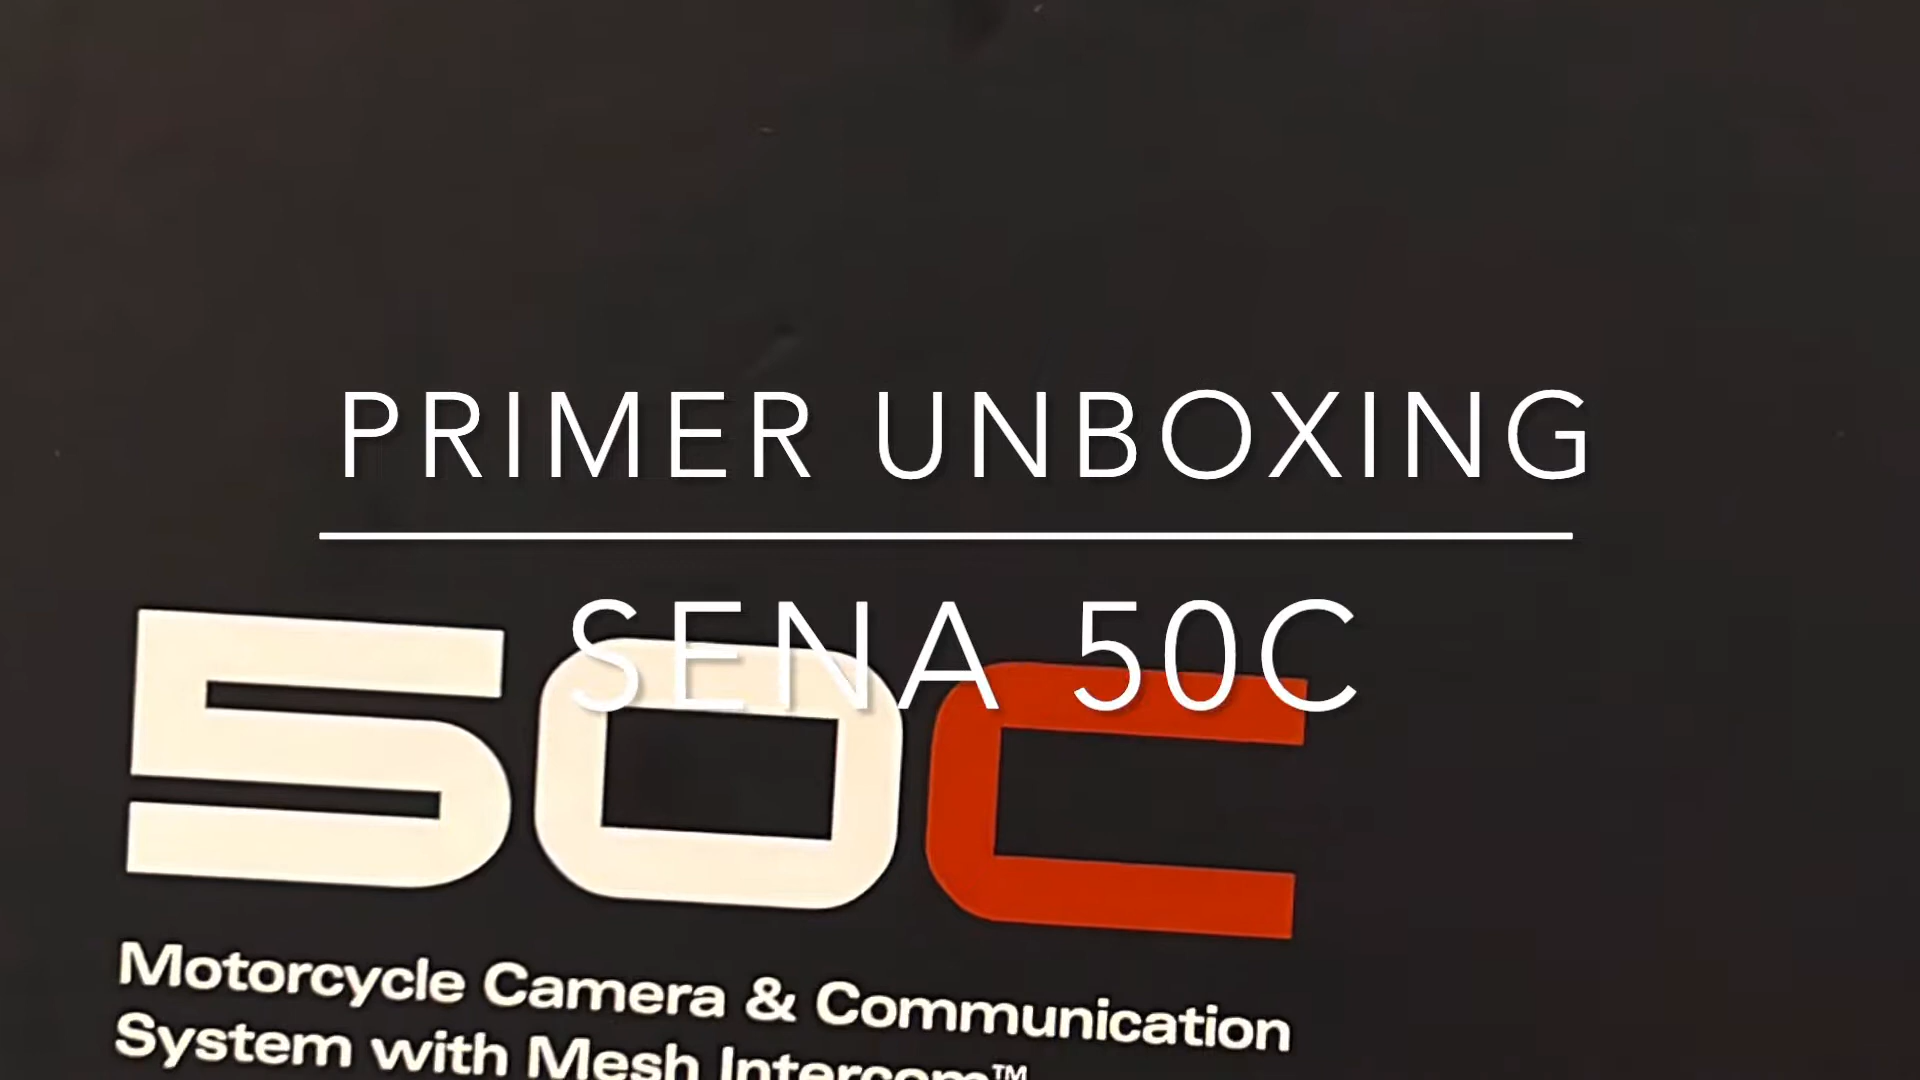 PRIMER UNBOXING
SENA 50C
50C
Motorcycle Camera & Communication
System with Mesh Intercom™